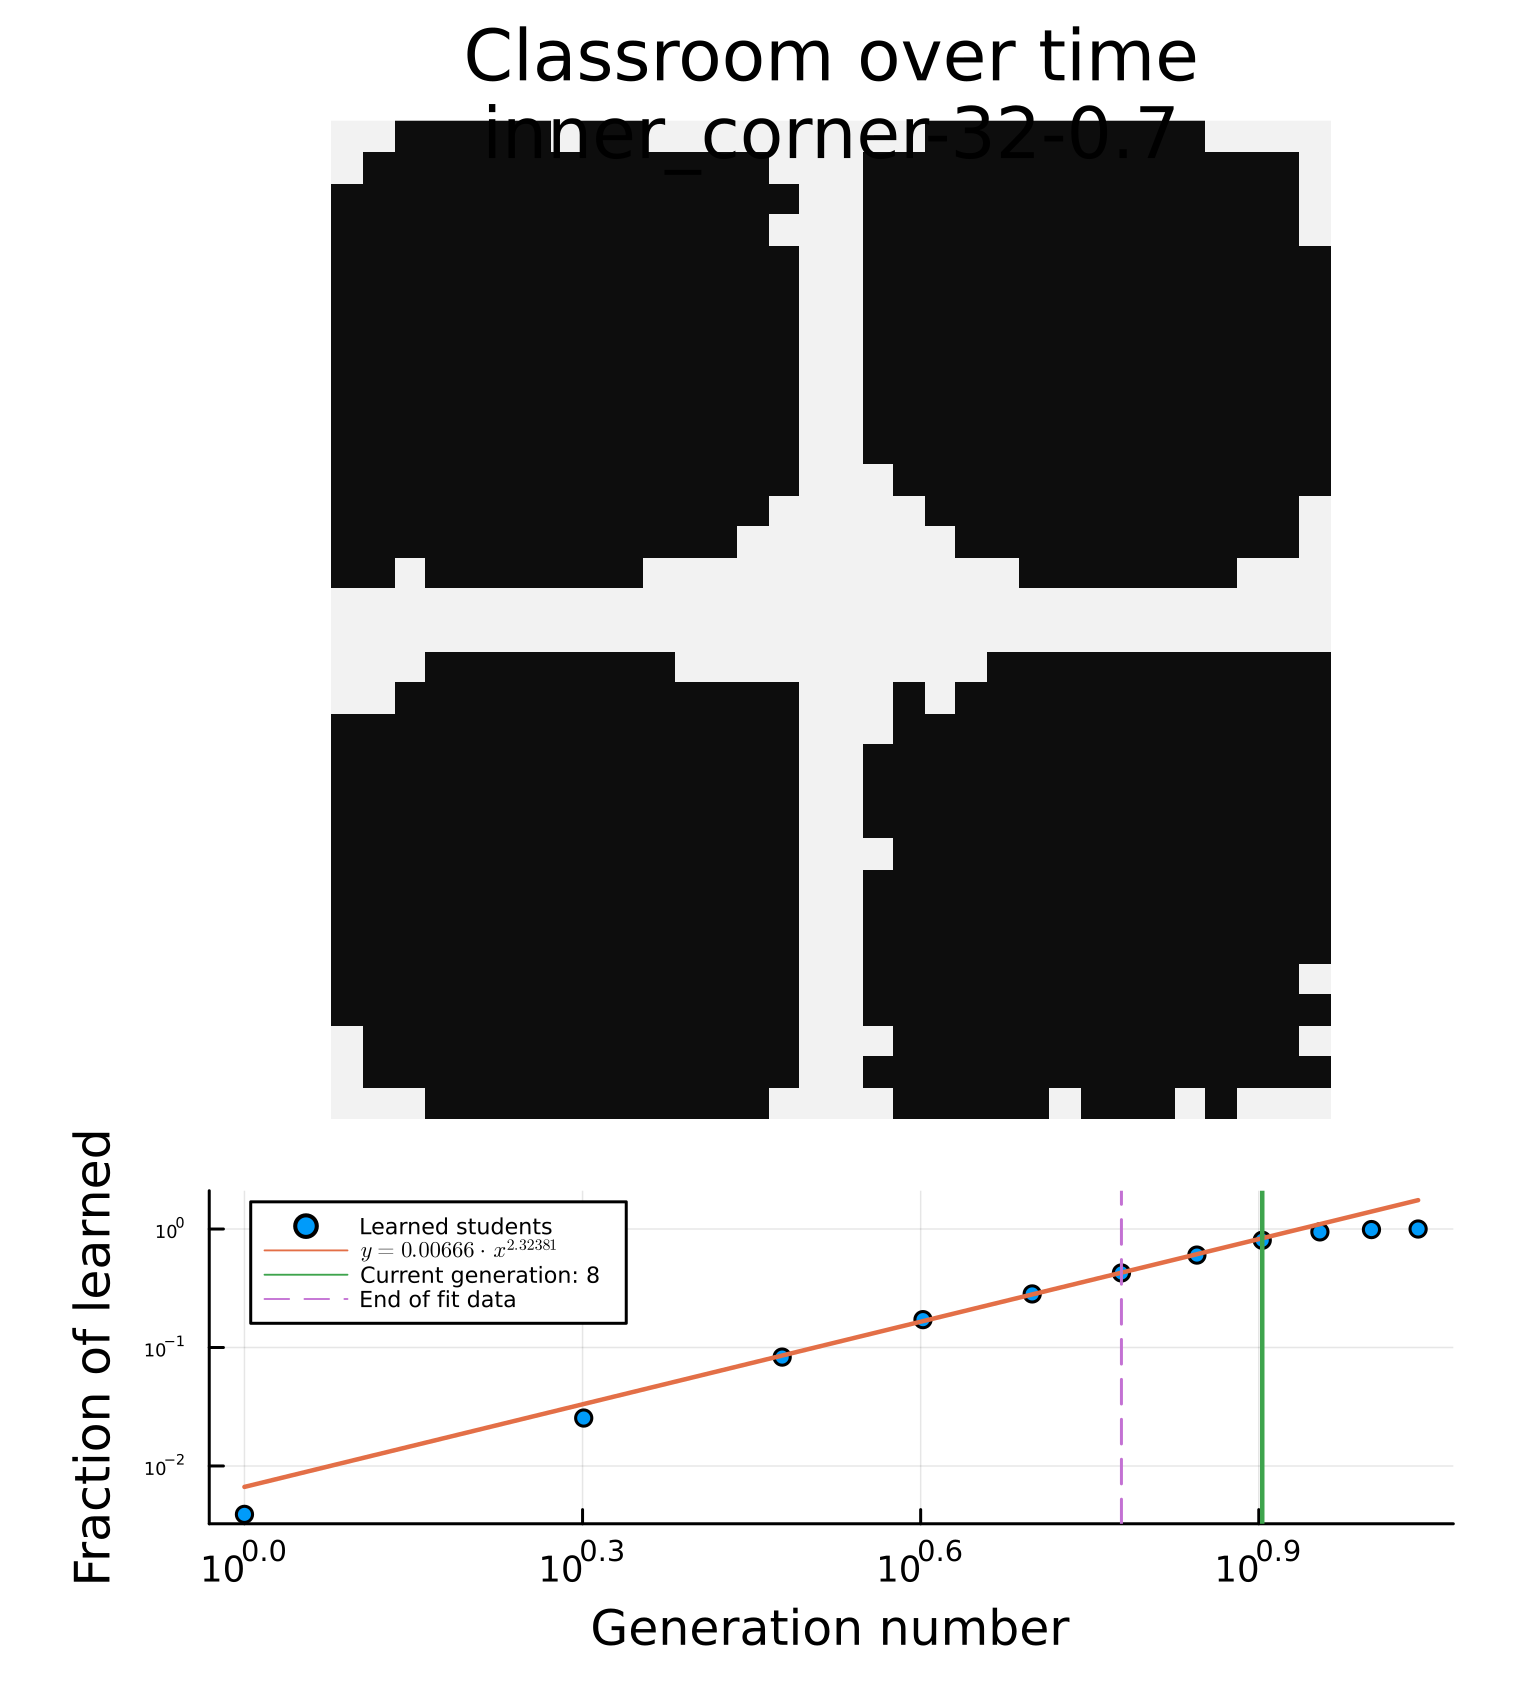 Classroom over time
inner_corner-32-0.7
Fraction of learned
10^0
10^−1
10^−2
Learned students
y = 0.00666 · x^2.32381
Current generation: 8
End of fit data
10^0.0 10^0.3 10^0.6 10^0.9
Generation number